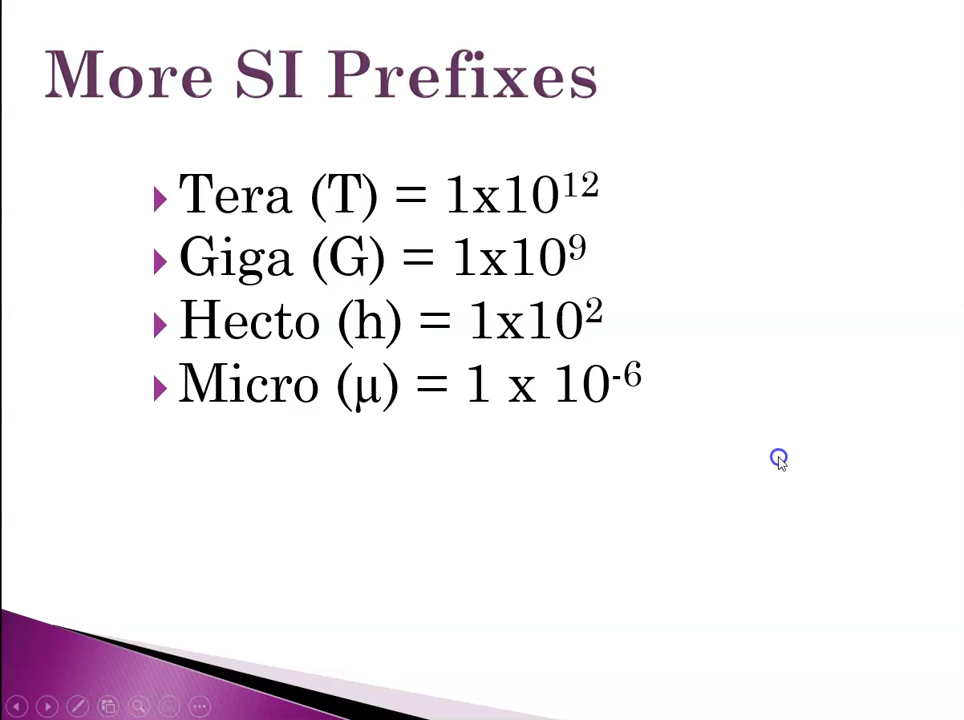 More SI Prefixes
Tera (T) = 1x10¹²
Giga (G) = 1x10⁹
Hecto (h) = 1x10²
Micro (µ) = 1 x 10⁻⁶